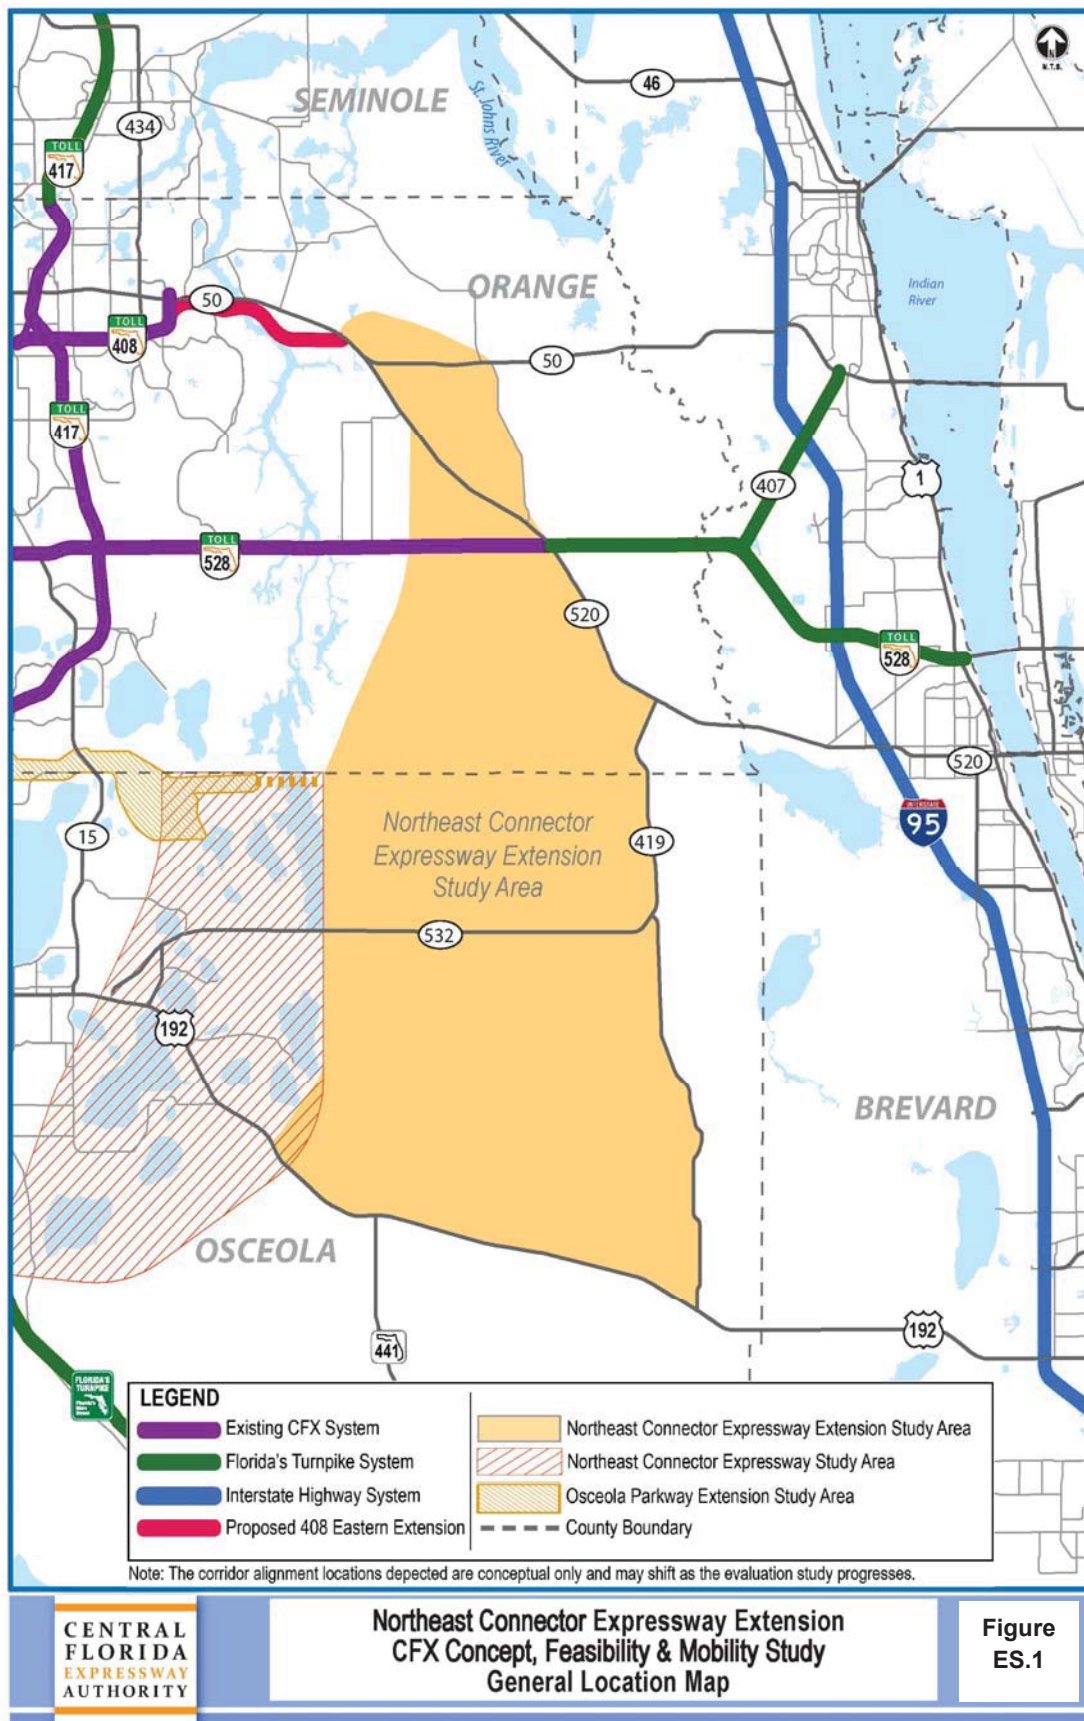 N
N.T.S.
SEMINOLE
46
St. Johns River
434
TOLL
417
ORANGE
Indian
River
50
TOLL
408
50
TOLL
417
1
407
TOLL
528
520
TOLL
528
520
INTERSTATE
95
15
Northeast Connector
Expressway Extension
Study Area
419
532
192
BREVARD
OSCEOLA
192
441
FLORIDA'S
TURNPIKE
LEGEND
Existing CFX System
Florida's Turnpike System
Interstate Highway System
Proposed 408 Eastern Extension
Northeast Connector Expressway Extension Study Area
Northeast Connector Expressway Study Area
Osceola Parkway Extension Study Area
County Boundary
Note: The corridor alignment locations depected are conceptual only and may shift as the evaluation study progresses.
CENTRAL
FLORIDA
EXPRESSWAY
AUTHORITY
Northeast Connector Expressway Extension
CFX Concept, Feasibility & Mobility Study
General Location Map
Figure
ES.1